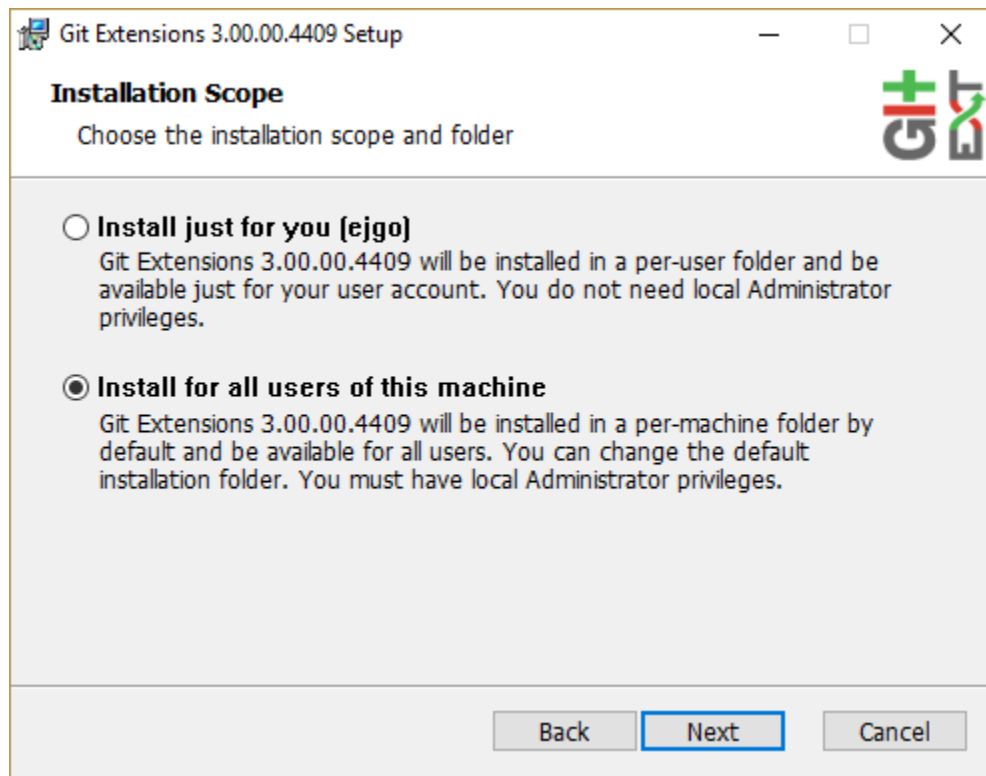 Git Extensions 3.00.00.4409 Setup
Installation Scope
Choose the installation scope and folder
Git
EXT
Install just for you (ejgo)
Git Extensions 3.00.00.4409 will be installed in a per-user folder and be
available just for your user account. You do not need local Administrator
privileges.
Install for all users of this machine
Git Extensions 3.00.00.4409 will be installed in a per-machine folder by
default and be available for all users. You can change the default
installation folder. You must have local Administrator privileges.
Back Next Cancel